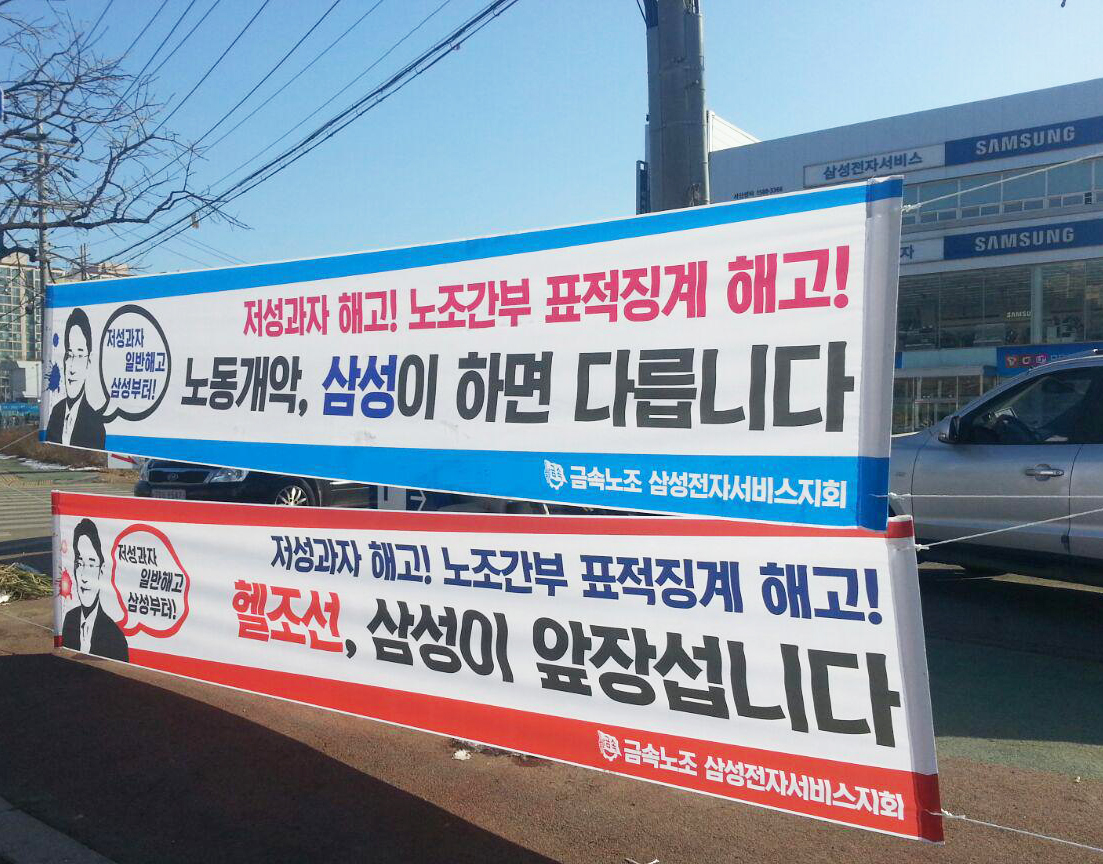 삼성전자서비스
SAMSUNG
SAMSUNG
저성과자 해고! 노조간부 표적징계 해고!
저성과자
일반해고
삼성부터!
노동개악, 삼성이 하면 다릅니다
금속노조 삼성전자서비스지회
저성과자 해고! 노조간부 표적징계 해고!
저성과자
일반해고
삼성부터!
헬조선, 삼성이 앞장섭니다
금속노조 삼성전자서비스지회